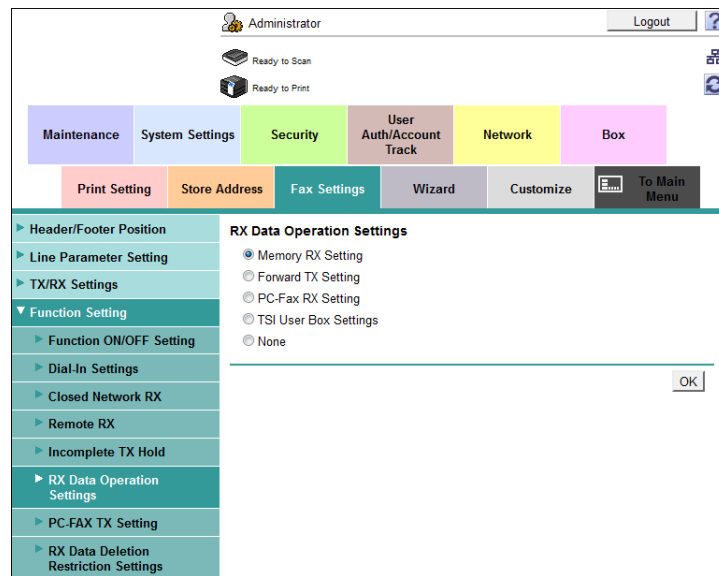 Administrator
Logout
?
Ready to Scan
Ready to Print
Maintenance
System Settings
Security
User
Auth/Account
Track
Network
Box
Print Setting
Store Address
Fax Settings
Wizard
Customize
To Main
Menu
Header/Footer Position
Line Parameter Setting
TX/RX Settings
Function Setting
Function ON/OFF Setting
Dial-In Settings
Closed Network RX
Remote RX
Incomplete TX Hold
RX Data Operation
Settings
PC-FAX TX Setting
RX Data Deletion
Restriction Settings
RX Data Operation Settings
Memory RX Setting
Forward TX Setting
PC-Fax RX Setting
TSI User Box Settings
None
OK